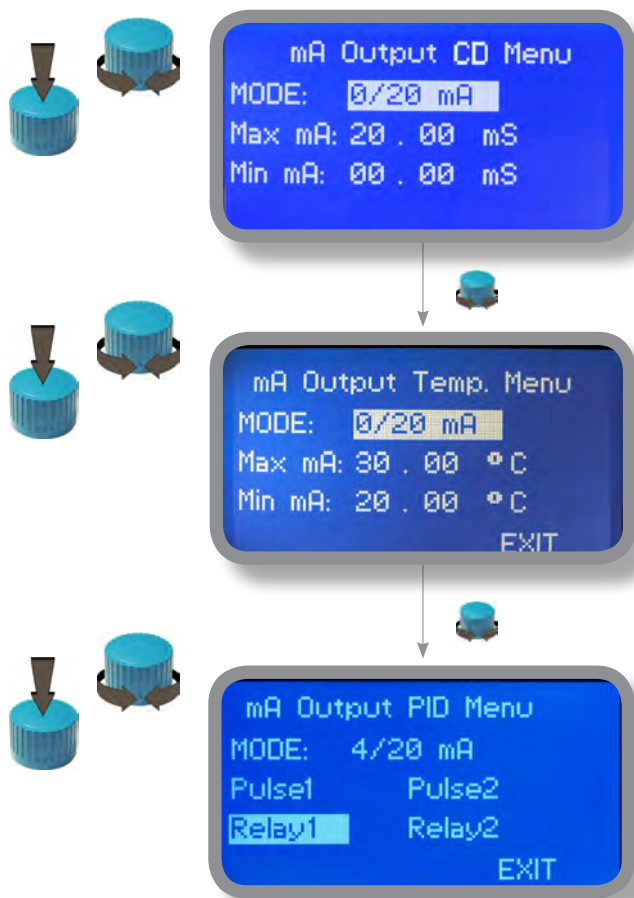 mA Output CD Menu
MODE: 0/20 mA
Max mA: 20 . 00 mS
Min mA: 00 . 00 mS
mA Output Temp. Menu
MODE: 0/20 mA
Max mA: 30 . 00 °C
Min mA: 20 . 00 °C
EXIT
mA Output PID Menu
MODE: 4/20 mA
Pulse1 Pulse2
Relay1 Relay2
EXIT